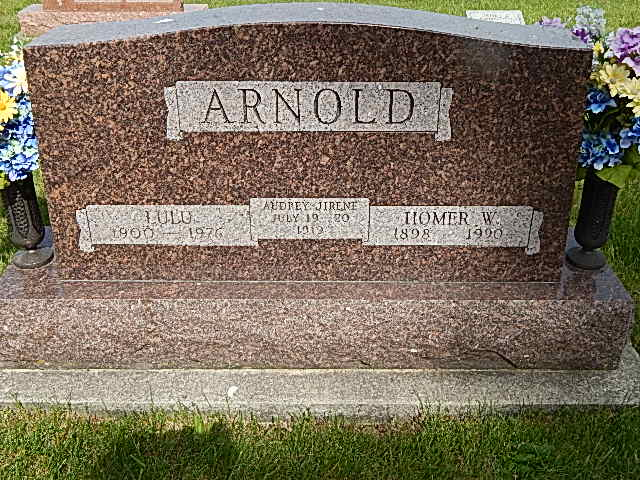 ARNOLD
LULU
1900 — 1976
AUDREY JIRENE
JULY 19 - 20
1919
HOMER W.
1898 1990